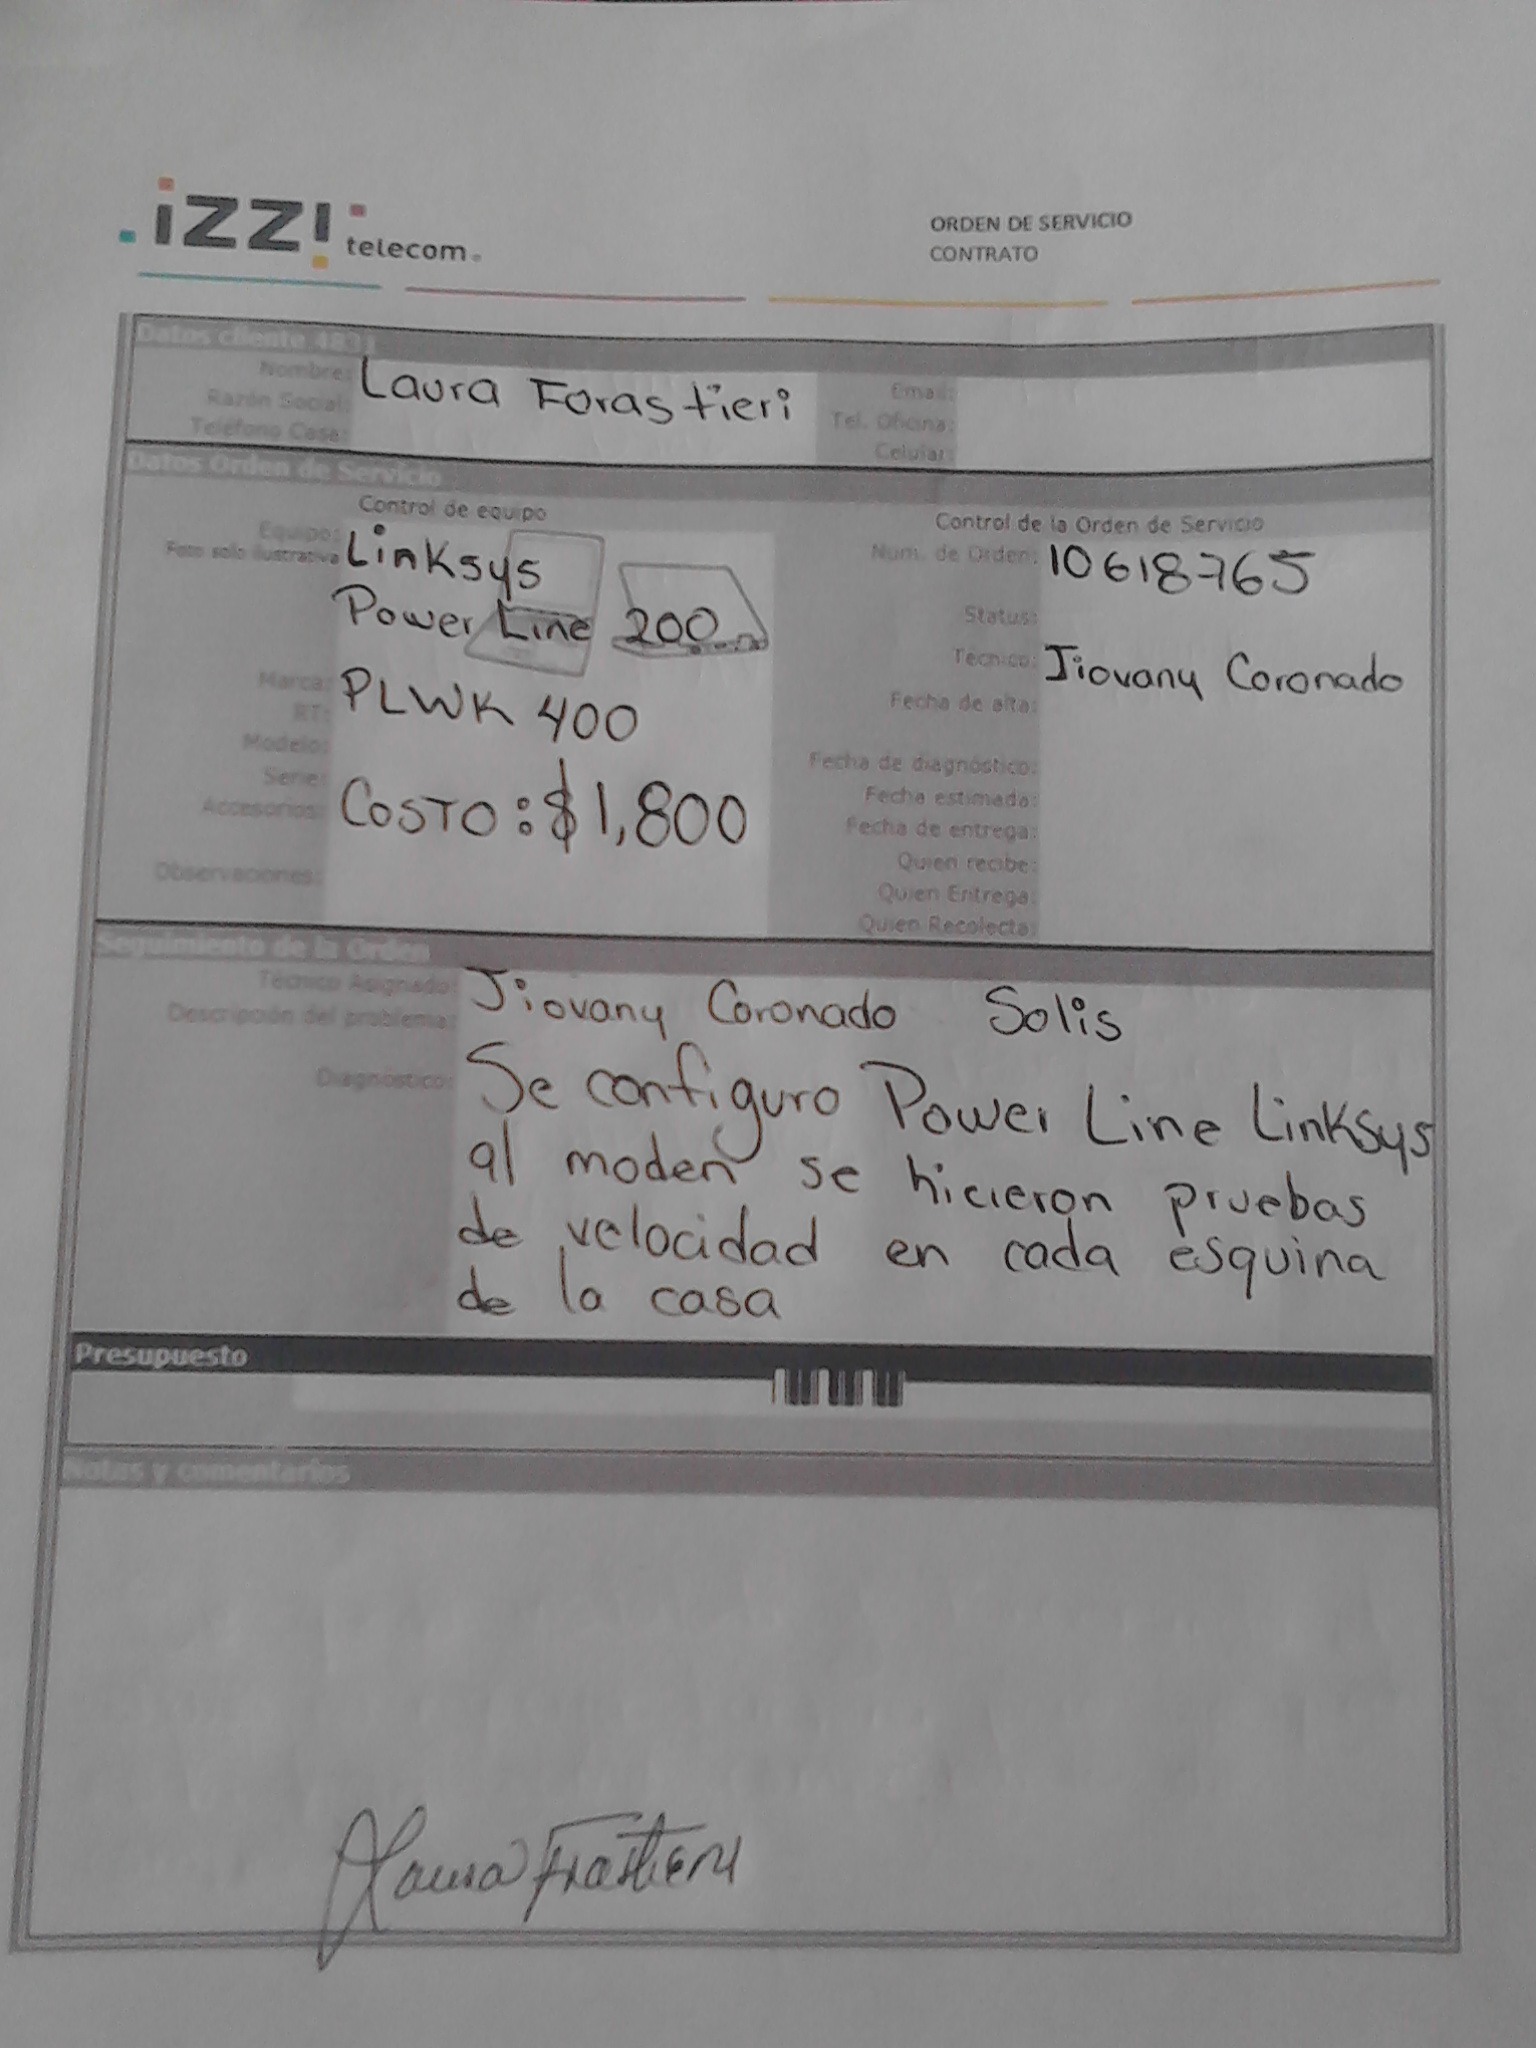 izzi telecom
ORDEN DE SERVICIO
CONTRATO
Datos cliente 4831
Nombre: Laura Forastieri
Razón Social:
Teléfono Casa:
Email:
Tel. Oficina:
Celular:
Datos Orden de Servicio
Control de equipo
Equipo: Linksys
Foto solo ilustrativa
Power Line 200
Marca: PLWK 400
RT:
Modelo:
Serie:
Accesorios: COSTO: $1,800
Observaciones:
Control de la Orden de Servicio
Num. de Orden: 10618765
Status:
Tecnico: Jiovany Coronado
Fecha de alta:
Fecha de diagnóstico:
Fecha estimada:
Fecha de entrega:
Quien recibe:
Quien Entrega:
Quien Recolecta:
Seguimiento de la Orden
Técnico Asignado: Jiovany Coronado Solis
Descripción del problema:
Diagnóstico: Se configuro Power Line Linksys
al moden se hicieron pruebas
de velocidad en cada esquina
de la casa
Presupuesto
Notas y comentarios
Laura Frastieri